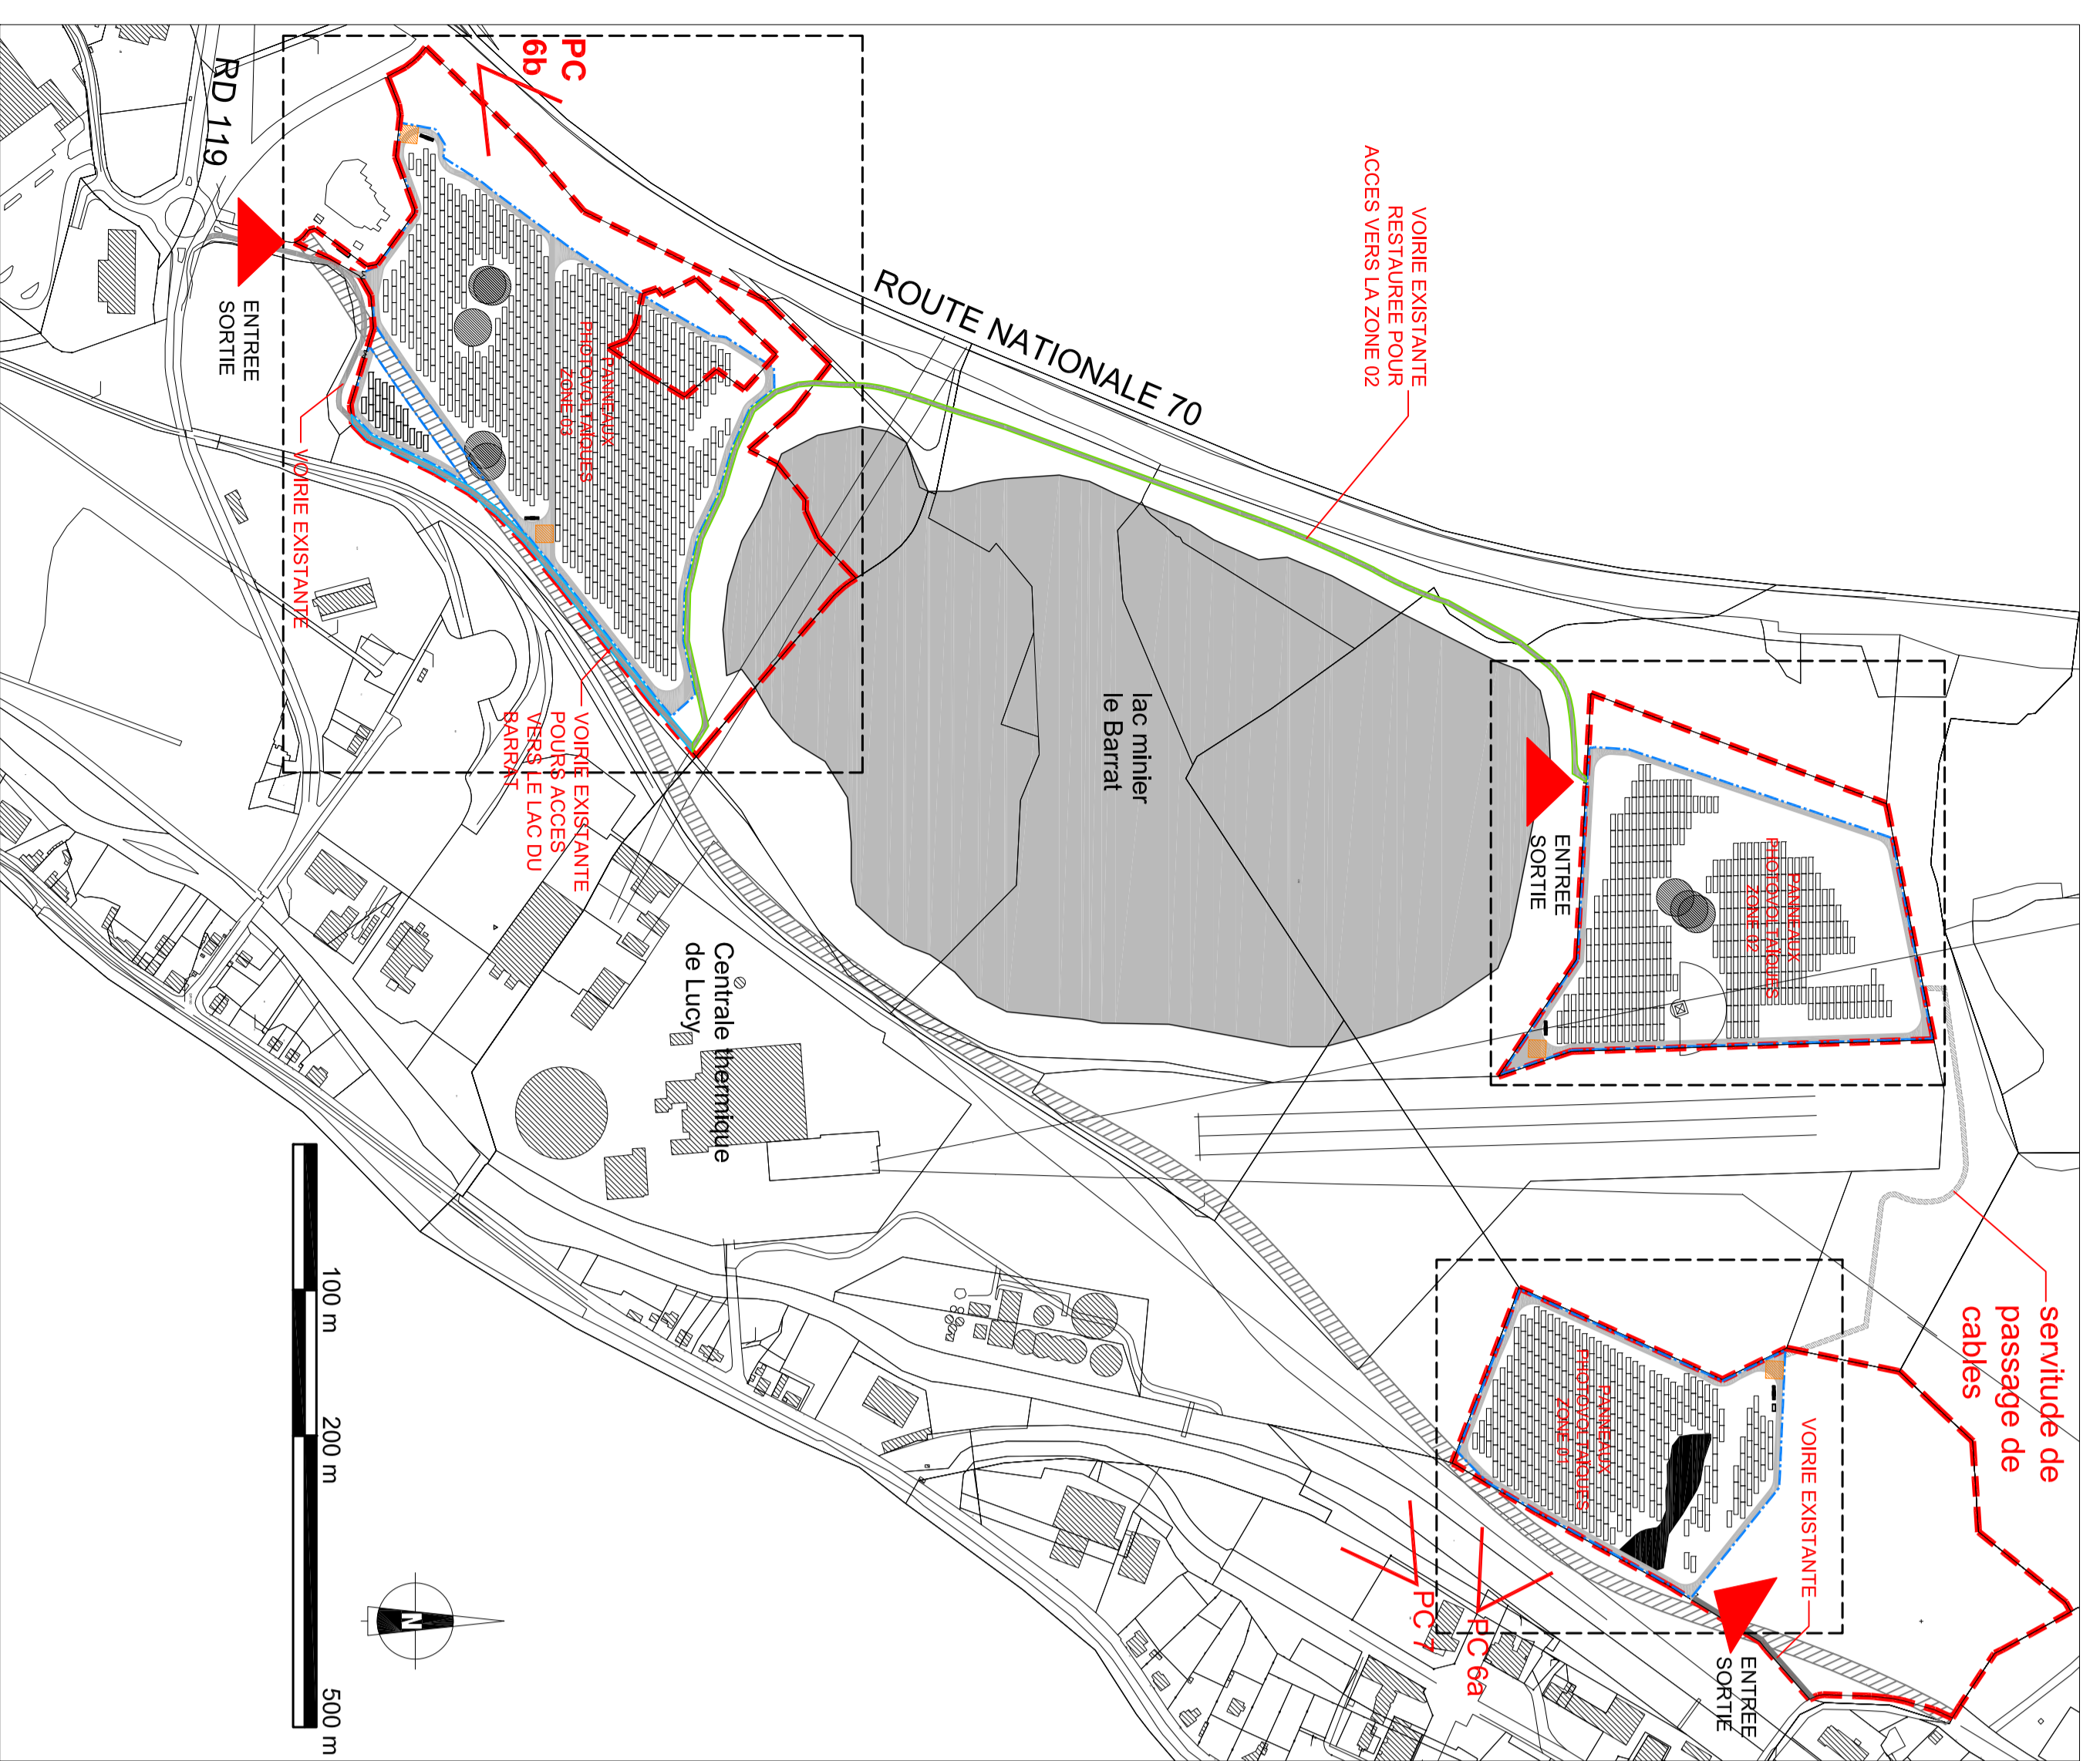 PC
6b
RD 119
ENTREE
SORTIE
VOIRIE EXISTANTE
PANNEAUX
PHOTOVOLTAÏQUES
ZONE 03
VOIRIE EXISTANTE
POURS ACCES
VERS LE LAC DU
BARRAT
ROUTE NATIONALE 70
VOIRIE EXISTANTE
RESTAUREE POUR
ACCES VERS LA ZONE 02
lac minier
le Barrat
ENTREE
SORTIE
PANNEAUX
PHOTOVOLTAÏQUES
ZONE 02
Centrale thermique
de Lucy
servitude de
passage de
cables
PANNEAUX
PHOTOVOLTAÏQUES
ZONE 01
VOIRIE EXISTANTE
ENTREE
SORTIE
PC 6a
PC 7
100 m
200 m
500 m
N